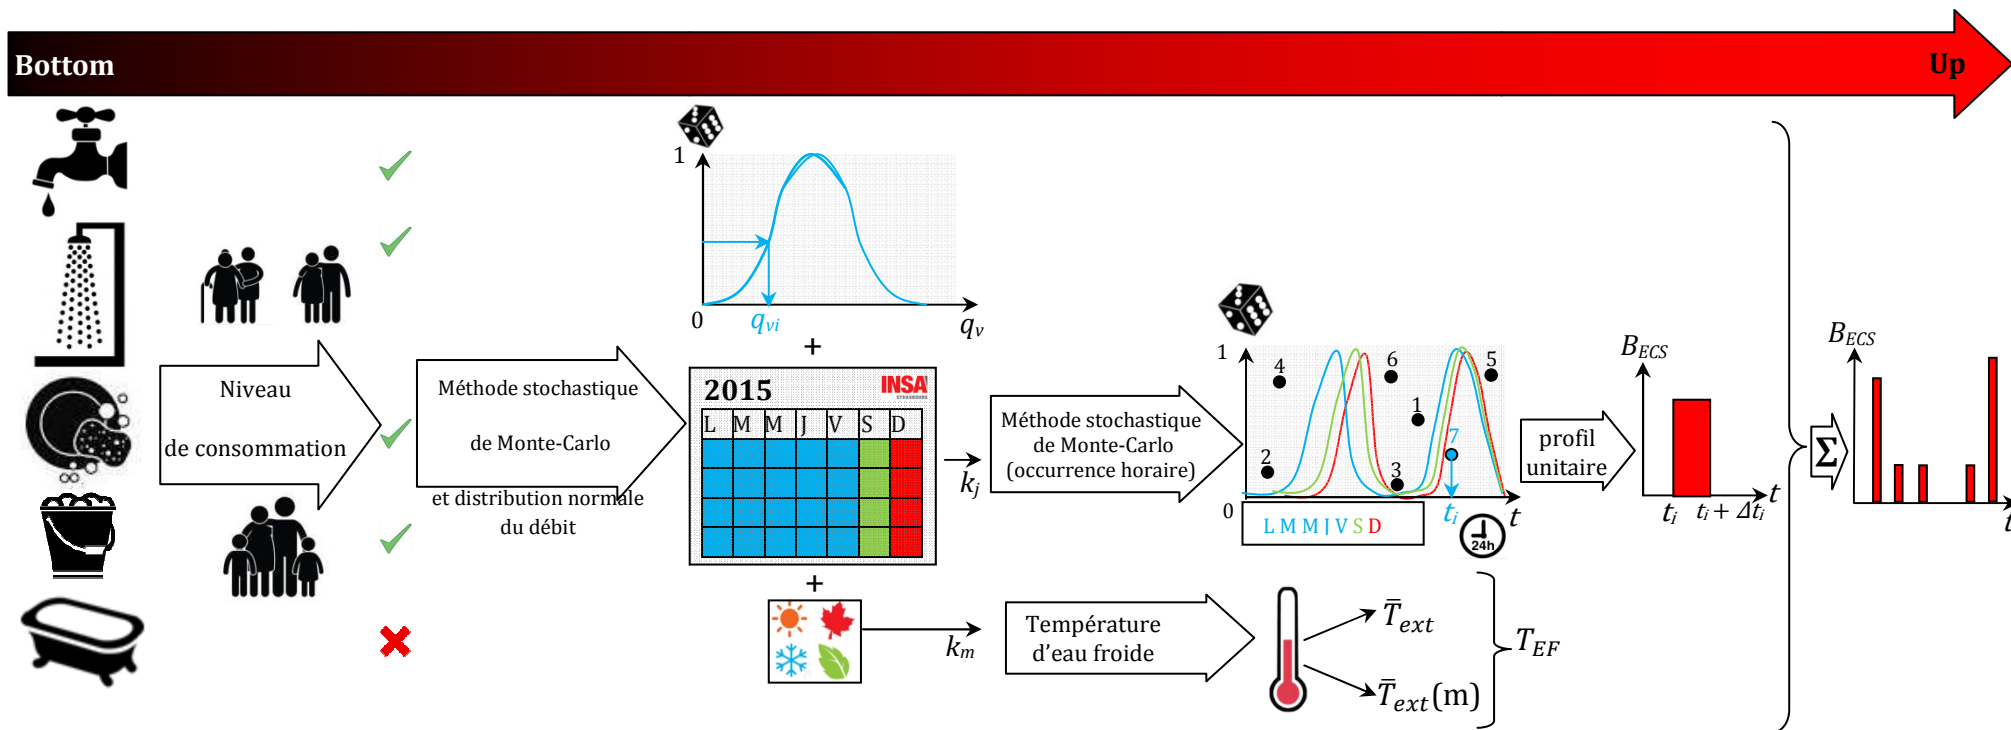 Bottom
Up
1
0
q_vi
q_v
+
Niveau
de consommation
Méthode stochastique
de Monte-Carlo
et distribution normale
du débit
2015
INSA
STRASBOURG
L M M J V S D
k_j
+
k_m
Méthode stochastique
de Monte-Carlo
(occurrence horaire)
1
4
6
5
1
7
2
3
0
t_i
t
L M M J V S D
24h
profil
unitaire
B_ECS
t
t_i
t_i + Δt_i
Σ
B_ECS
t
Température
d'eau froide
T̄_ext
T̄_ext(m)
T_EF